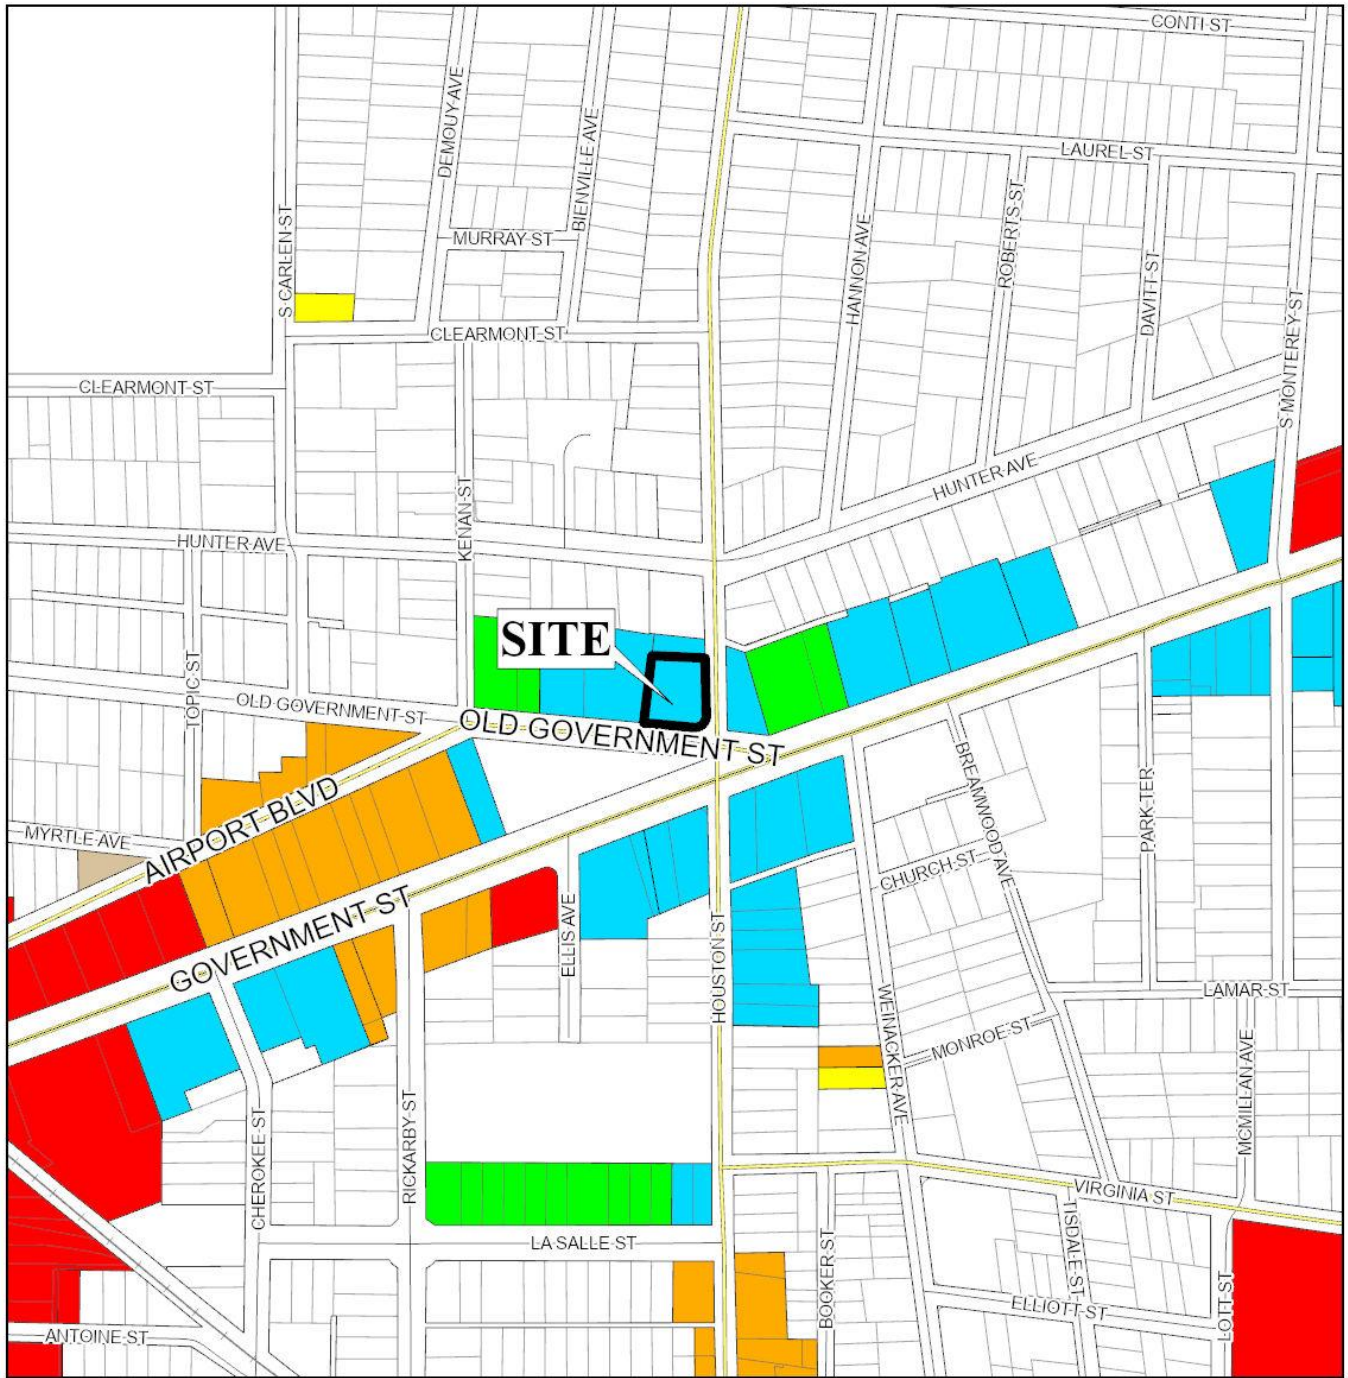 CONTI ST
DEMOUY AVE
BIENVILLE AVE
LAUREL ST
S CARLEN ST
MURRAY ST
HANNON AVE
ROBERTS ST
DAVITT ST
S MONTEREY ST
CLEARMONT ST
CLEARMONT ST
HUNTER AVE
KENAN ST
HUNTER AVE
SITE
TOPIC ST
OLD GOVERNMENT ST
OLD GOVERNMENT ST
BREAMWOOD AVE
PARK TER
MYRTLE AVE
AIRPORT BLVD
CHURCH ST
GOVERNMENT ST
ELLIS AVE
HOUSTON ST
WEINACKER AVE
LAMAR ST
MONROE ST
MCMILLAN AVE
CHEROKEE ST
RICKARBY ST
VIRGINIA ST
LA SALLE ST
BOOKER ST
TISDALE ST
ELLIOTT ST
LOTT ST
ANTOINE ST